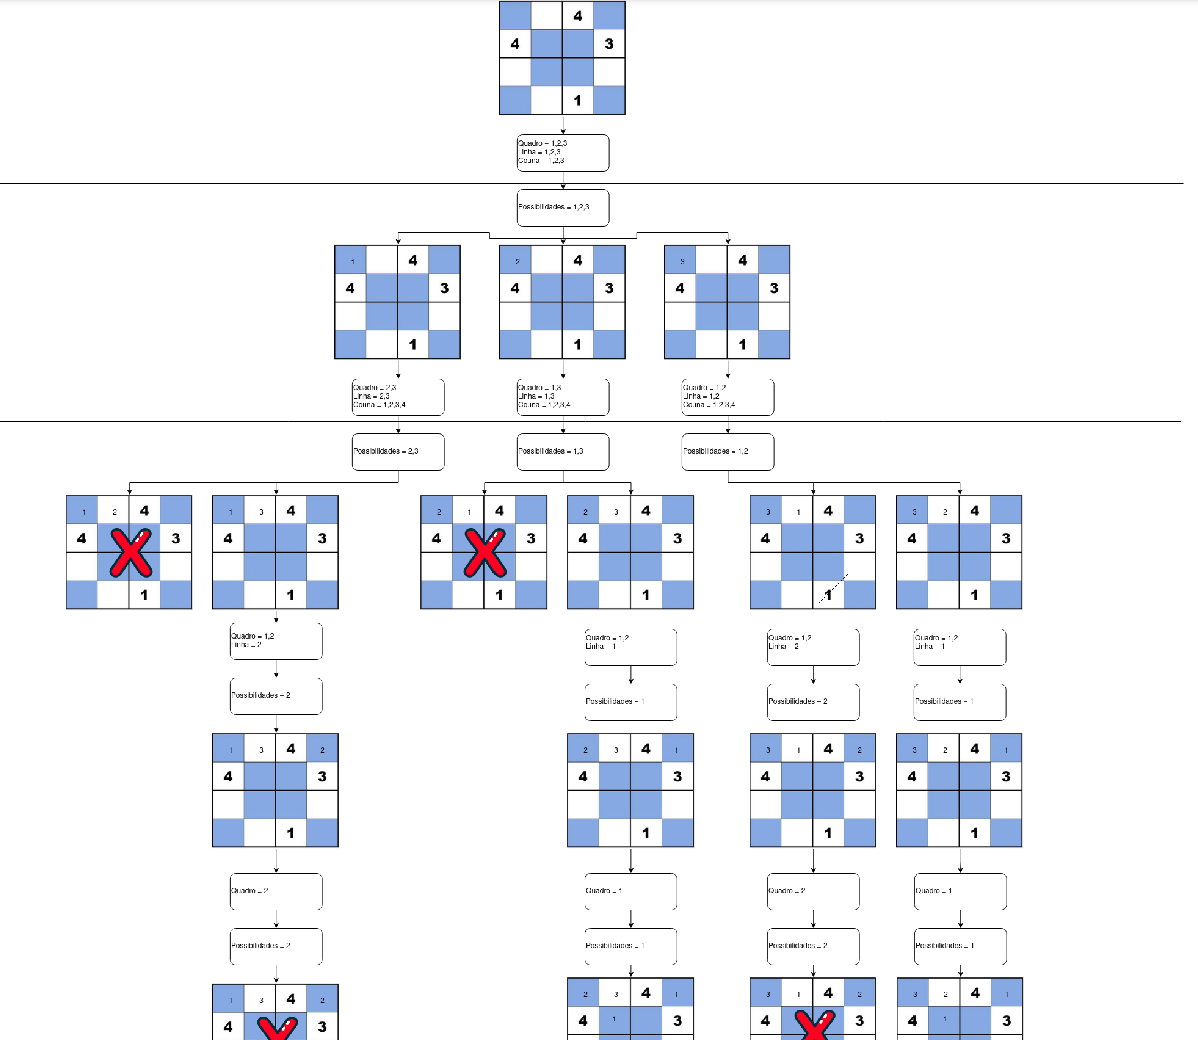 4
4 3
1
Quadro = 1,2,3
Linha = 1,2,3
Couna = 1,2,3
Possibilidades = 1,2,3
1 4 2 4 3 4
4 3 4 3 4 3
1 1 1
Quadro = 2,3 Quadro = 1,3 Quadro = 1,2
Linha = 2,3 Linha = 1,3 Linha = 1,2
Couna = 1,2,3,4 Couna = 1,2,3,4 Couna = 1,2,3,4
Possibilidades = 2,3 Possibilidades = 1,3 Possibilidades = 1,2
1 2 4 1 3 4 2 1 4 2 3 4 3 1 4 3 2 4
4 3 4 3 4 3 4 3 4 3 4 3
1 1 1 1 1 1
Quadro = 1,2 Quadro = 1,2 Quadro = 1,2 Quadro = 1,2
Linha = 2 Linha = 1 Linha = 2 Linha = 1
Possibilidades = 2 Possibilidades = 1 Possibilidades = 2 Possibilidades = 1
1 3 4 2 2 3 4 1 3 1 4 2 3 2 4 1
4 3 4 3 4 3 4 3
1 1 1 1
Quadro = 2 Quadro = 1 Quadro = 2 Quadro = 1
Possibilidades = 2 Possibilidades = 1 Possibilidades = 2 Possibilidades = 1
1 3 4 2 2 3 4 1 3 1 4 2 3 2 4 1
4 3 4 1 3 4 3 4 1 3